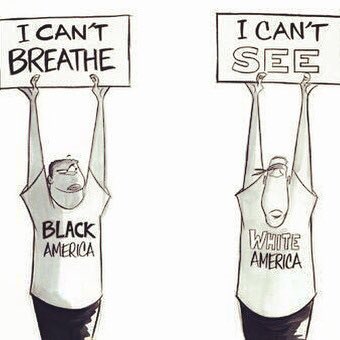 I CAN'T
BREATHE
BLACK
AMERICA
I CAN'T
SEE
WHITE
AMERICA